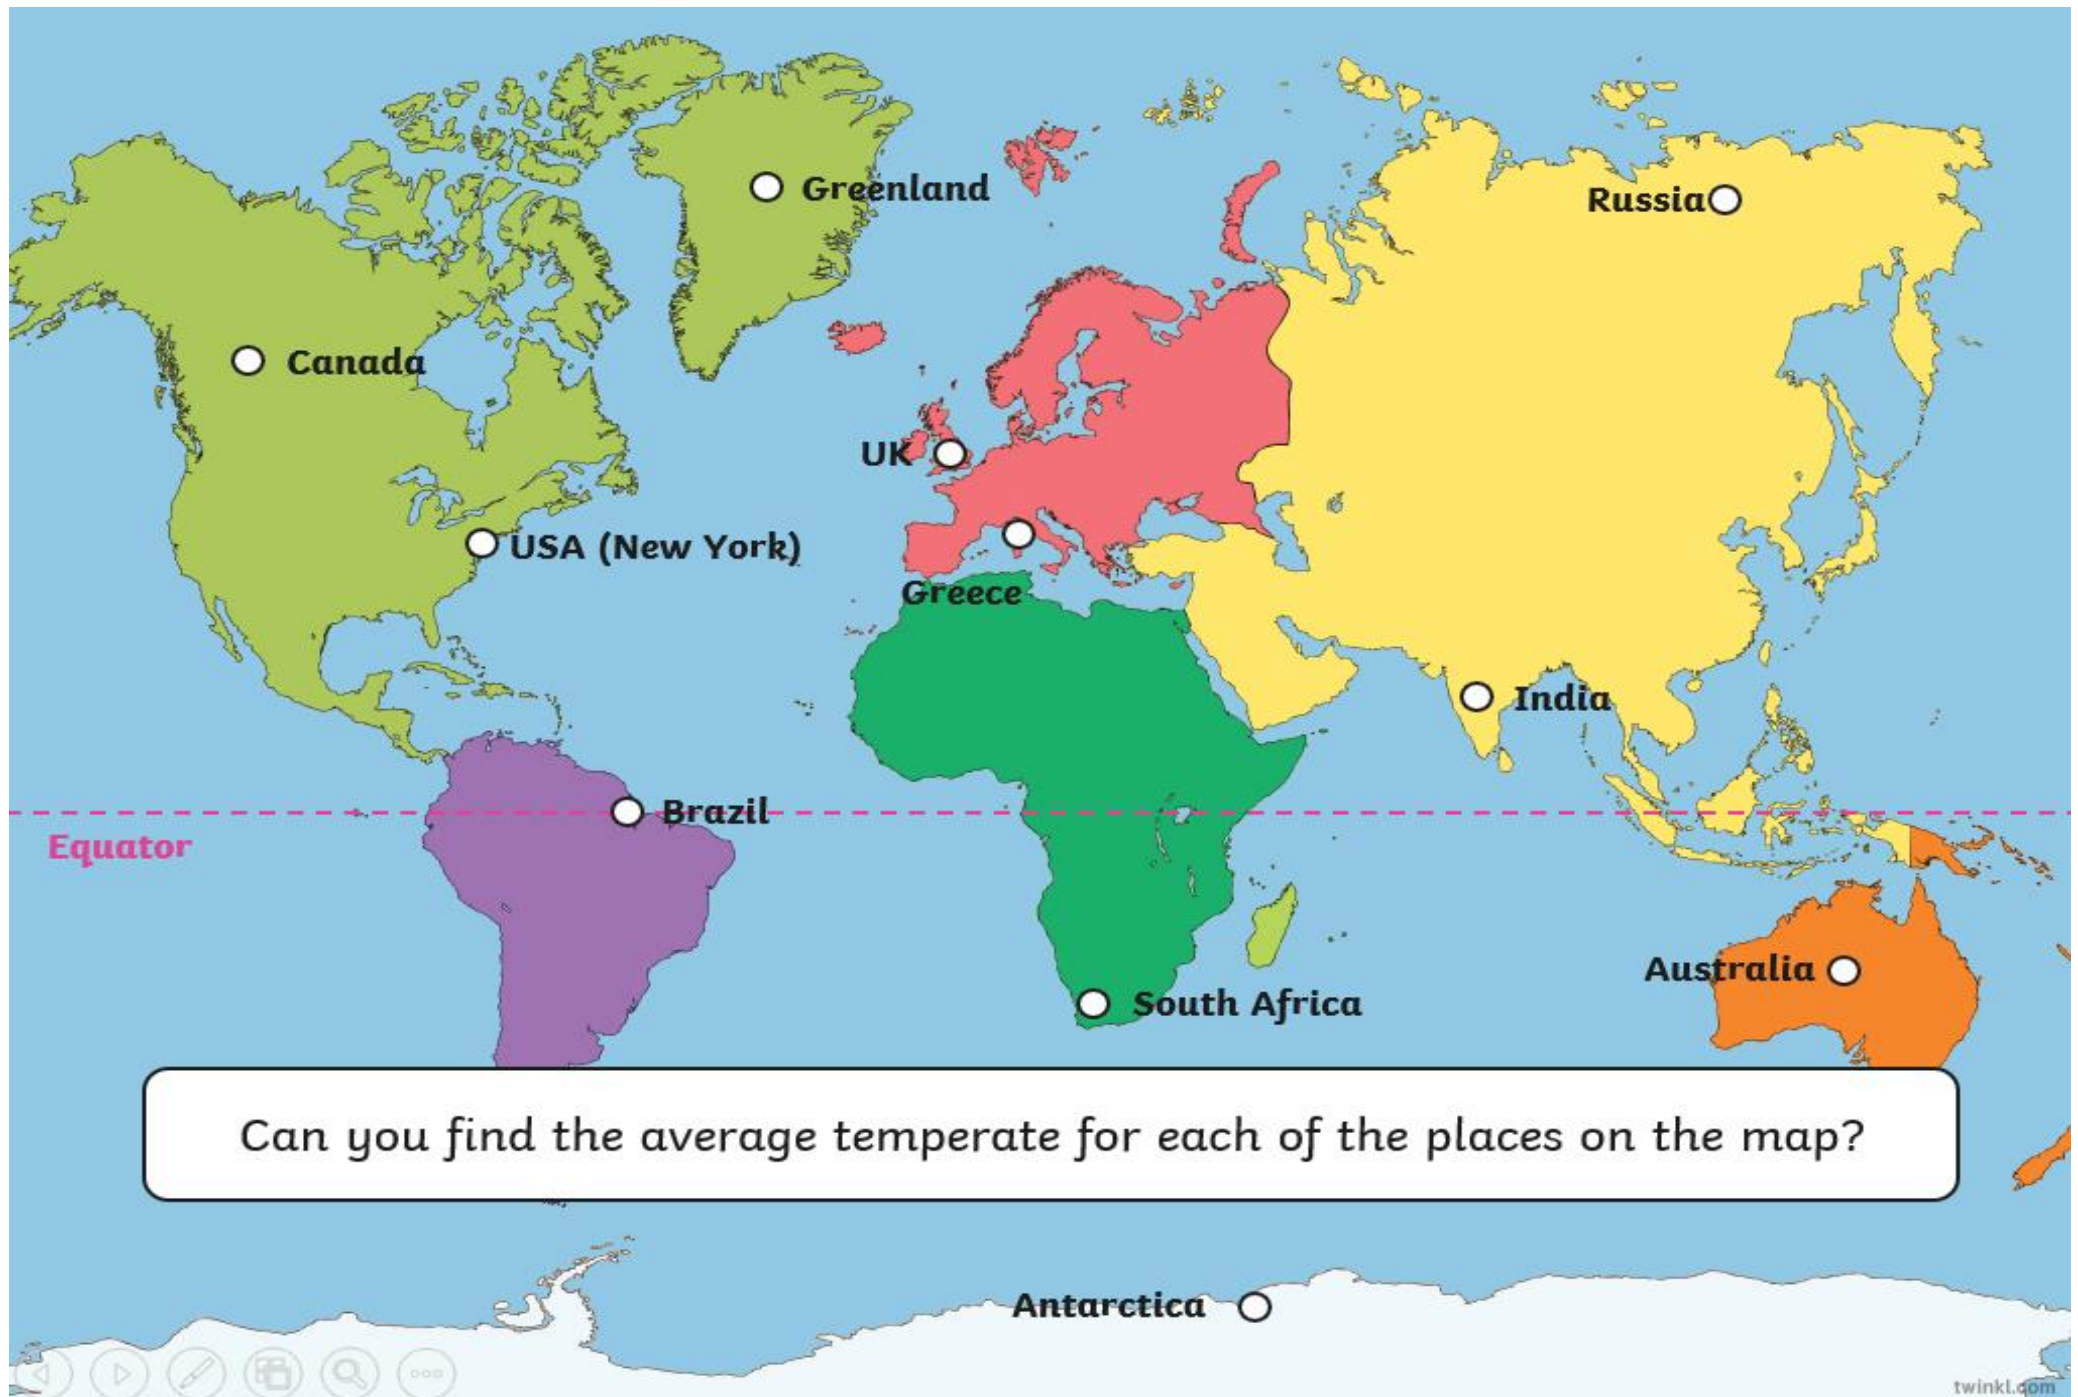 Greenland
Russia
Canada
UK
USA (New York)
Greece
India
Brazil
Equator
Australia
South Africa
Can you find the average temperate for each of the places on the map?
Antarctica
twinkl.com